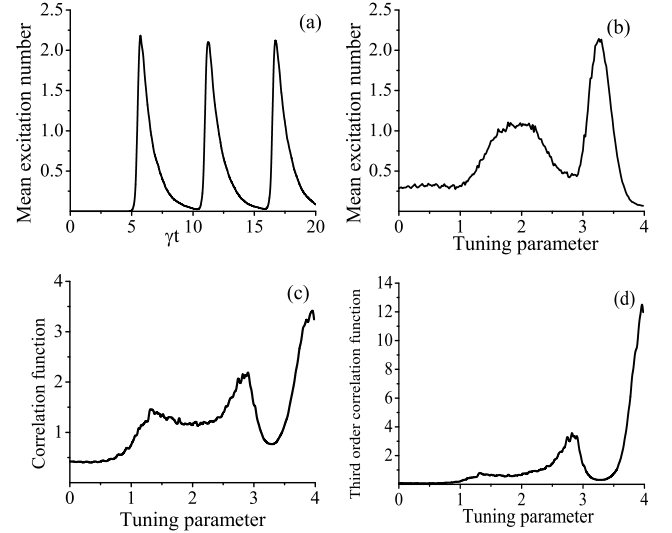 (a)
Mean excitation number
2.5
2.0
1.5
1.0
0.5
0 5 10 15 20
γt
(b)
Mean excitation number
2.5
2.0
1.5
1.0
0.5
0 1 2 3 4
Tuning parameter
(c)
Correlation function
4
3
2
1
0 1 2 3 4
Tuning parameter
(d)
Third order correlation function
14
12
10
8
6
4
2
0 1 2 3 4
Tuning parameter